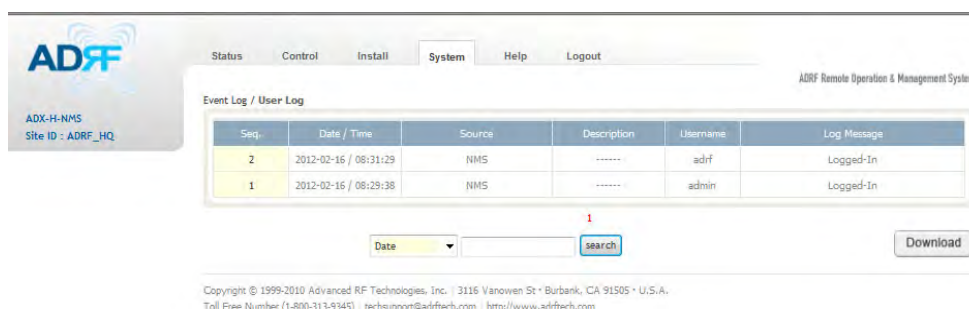 ADRF
Status Control Install System Help Logout
ADRF Remote Operation & Management Syste
Event Log / User Log
ADX-H-NMS
Site ID : ADRF_HQ
Seq. Date / Time Source Description Username Log Message
2 2012-02-16 / 08:31:29 NMS ------ adrf Logged-In
1 2012-02-16 / 08:29:38 NMS ------ admin Logged-In
1
Date search Download
Copyright © 1999-2010 Advanced RF Technologies, Inc. | 3116 Vanowen St • Burbank, CA 91505 • U.S.A.
Toll Free Number (1-800-313-9345) | techsupport@adrftech.com | http://www.adrftech.com